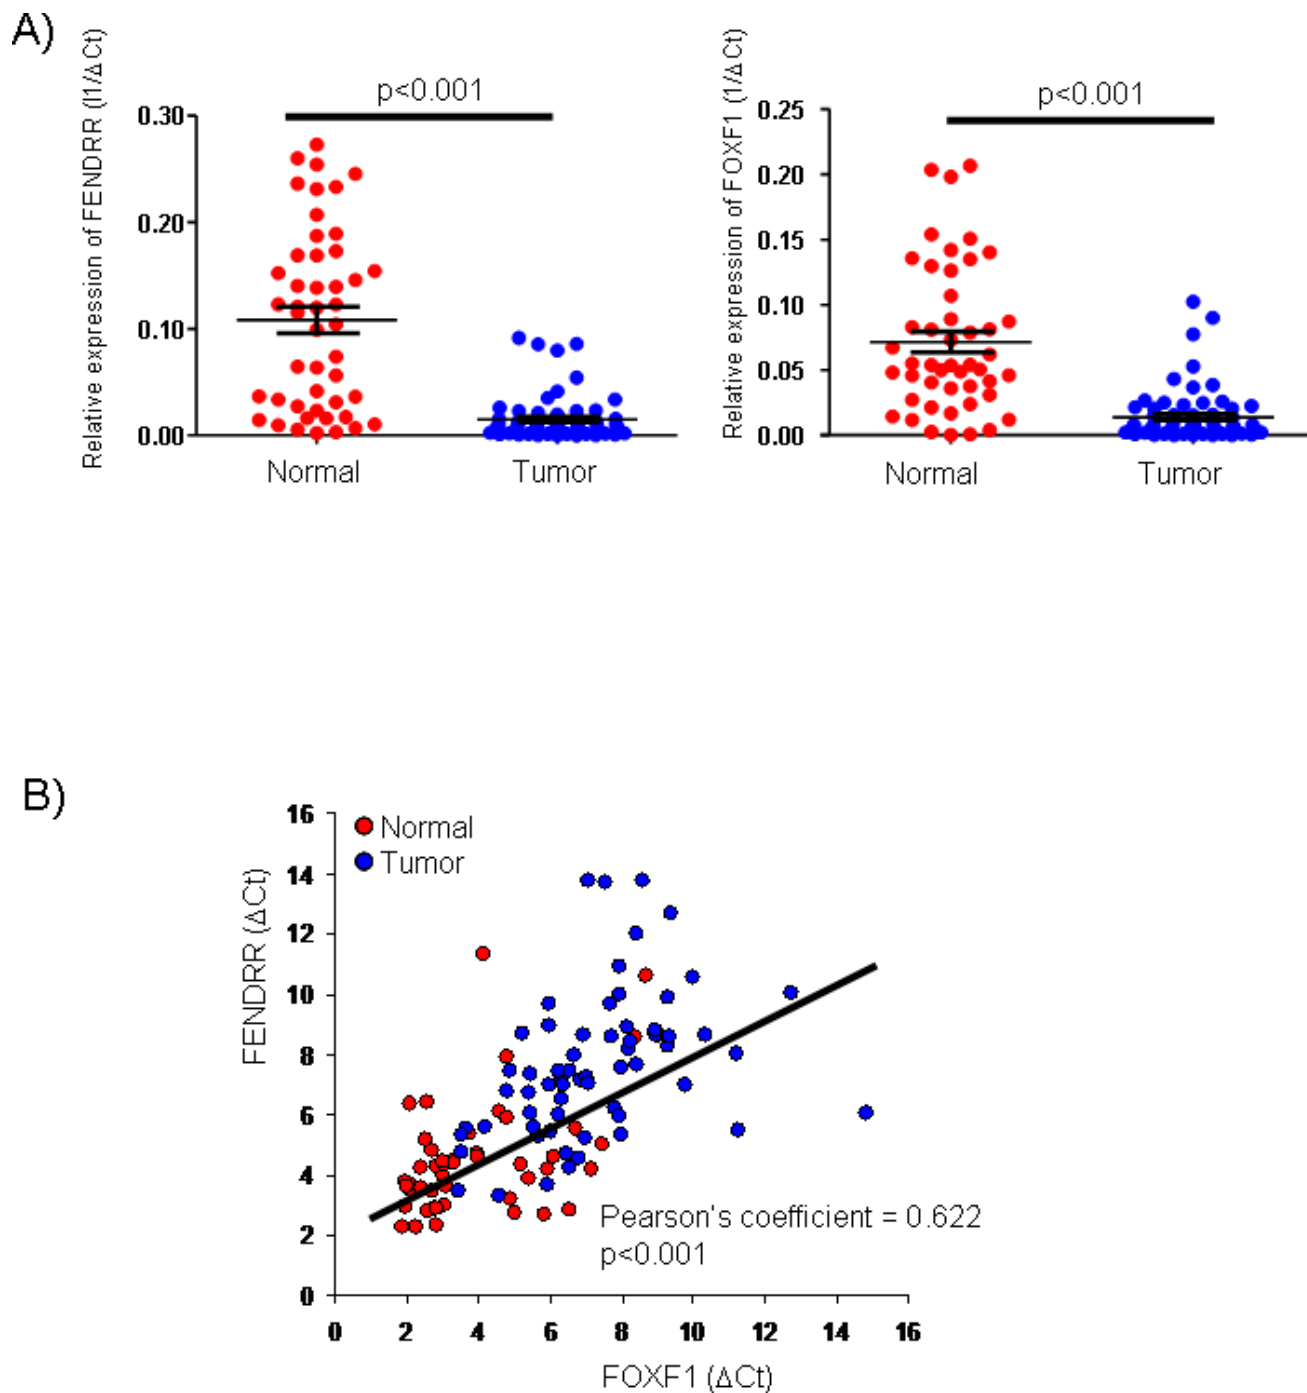 A)
Relative expression of FENDRR (I1/ΔCt)
p<0.001
0.30
0.20
0.10
0.00
Normal
Tumor
Relative expression of FOXF1 (1/ΔCt)
p<0.001
0.25
0.20
0.15
0.10
0.05
0.00
Normal
Tumor
B)
FENDRR (ΔCt)
16
14
12
10
8
6
4
2
0
Normal
Tumor
Pearson's coefficient = 0.622
p<0.001
0 2 4 6 8 10 12 14 16
FOXF1 (ΔCt)